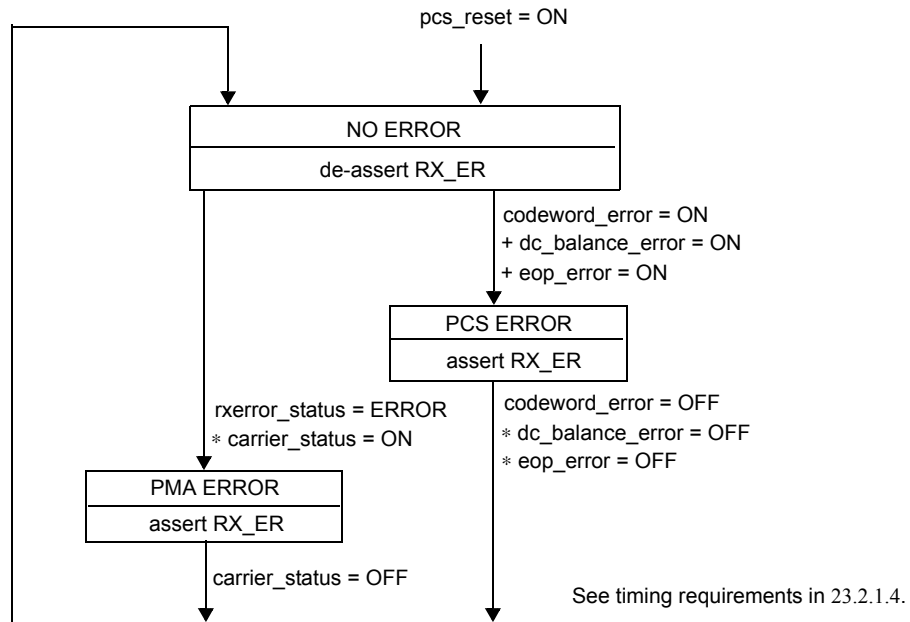 pcs_reset = ON
NO ERROR
de-assert RX_ER
codeword_error = ON
+ dc_balance_error = ON
+ eop_error = ON
PCS ERROR
assert RX_ER
rxerror_status = ERROR
* carrier_status = ON
codeword_error = OFF
* dc_balance_error = OFF
* eop_error = OFF
PMA ERROR
assert RX_ER
carrier_status = OFF
See timing requirements in 23.2.1.4.